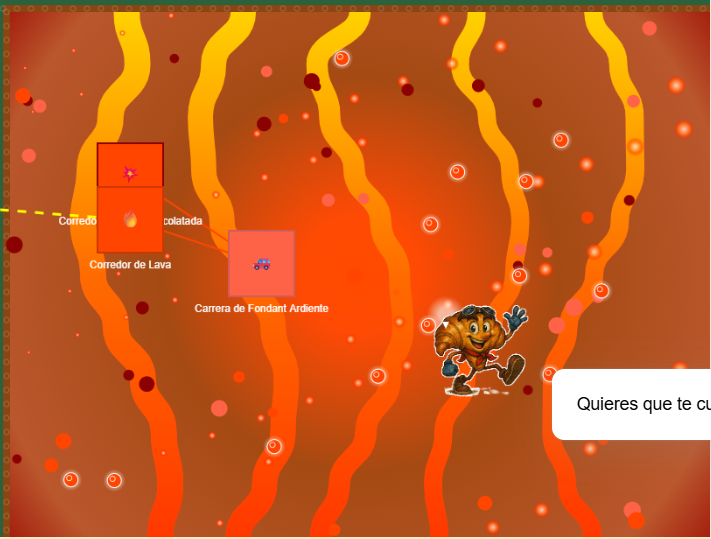 Corredo colatada
Corredor de Lava
Carrera de Fondant Ardiente
Quieres que te cu